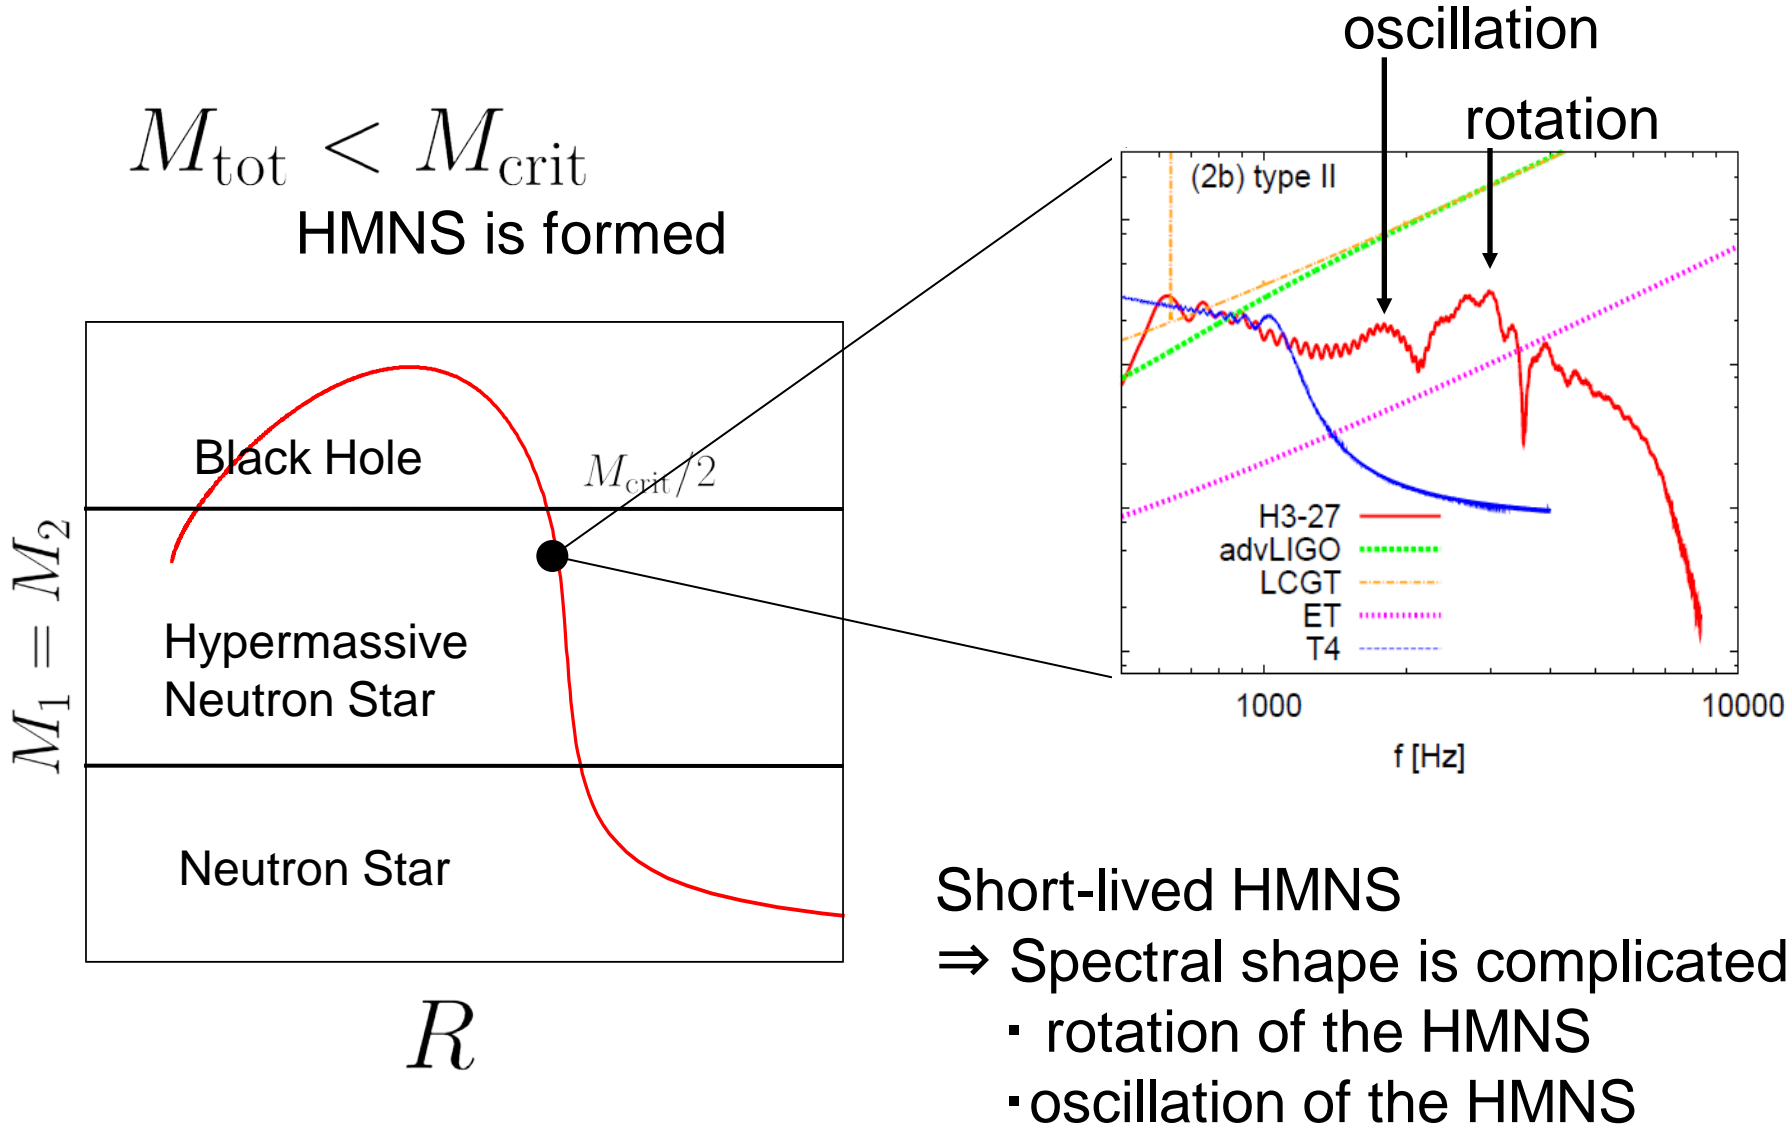 M_tot < M_crit
HMNS is formed
oscillation
rotation
(2b) type II
Black Hole
M_crit/2
Hypermassive
Neutron Star
Neutron Star
M_1 = M_2
R
H3-27
advLIGO
LCGT
ET
T4
1000
10000
f [Hz]
Short-lived HMNS
⇒ Spectral shape is complicated
・ rotation of the HMNS
・oscillation of the HMNS